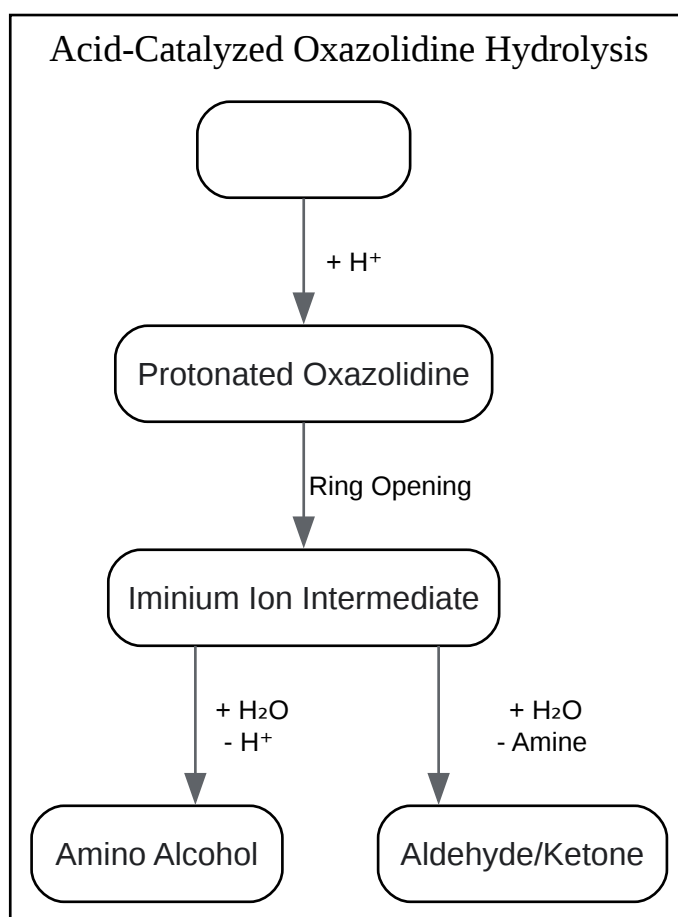 Acid-Catalyzed Oxazolidine Hydrolysis
+ H⁺
Protonated Oxazolidine
Ring Opening
Iminium Ion Intermediate
+ H₂O
- H⁺
+ H₂O
- Amine
Amino Alcohol
Aldehyde/Ketone